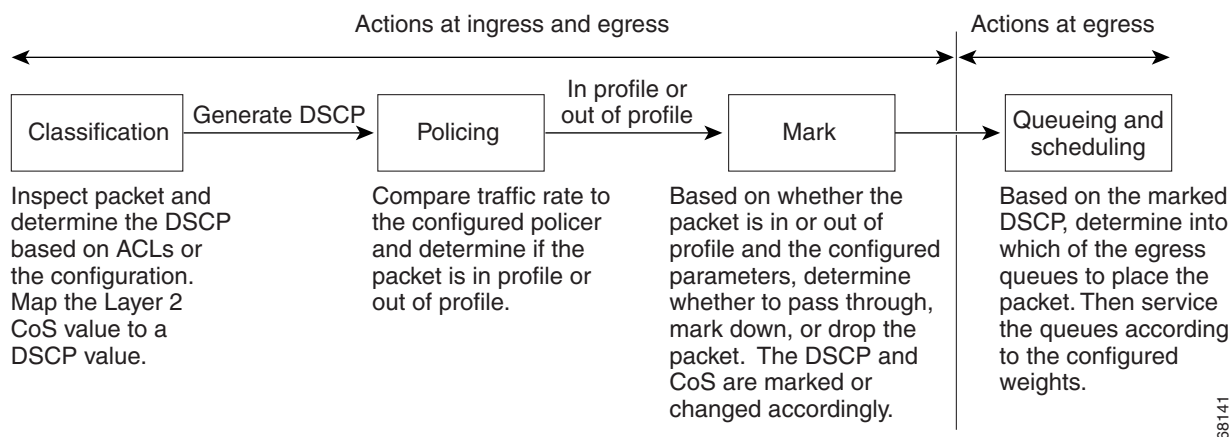 Actions at ingress and egress
Actions at egress
Classification
Generate DSCP
Policing
In profile or
out of profile
Mark
Queueing and
scheduling
Inspect packet and
determine the DSCP
based on ACLs or
the configuration.
Map the Layer 2
CoS value to a
DSCP value.
Compare traffic rate to
the configured policer
and determine if the
packet is in profile or
out of profile.
Based on whether the
packet is in or out of
profile and the configured
parameters, determine
whether to pass through,
mark down, or drop the
packet. The DSCP and
CoS are marked or
changed accordingly.
Based on the marked
DSCP, determine into
which of the egress
queues to place the
packet. Then service
the queues according
to the configured
weights.
68141